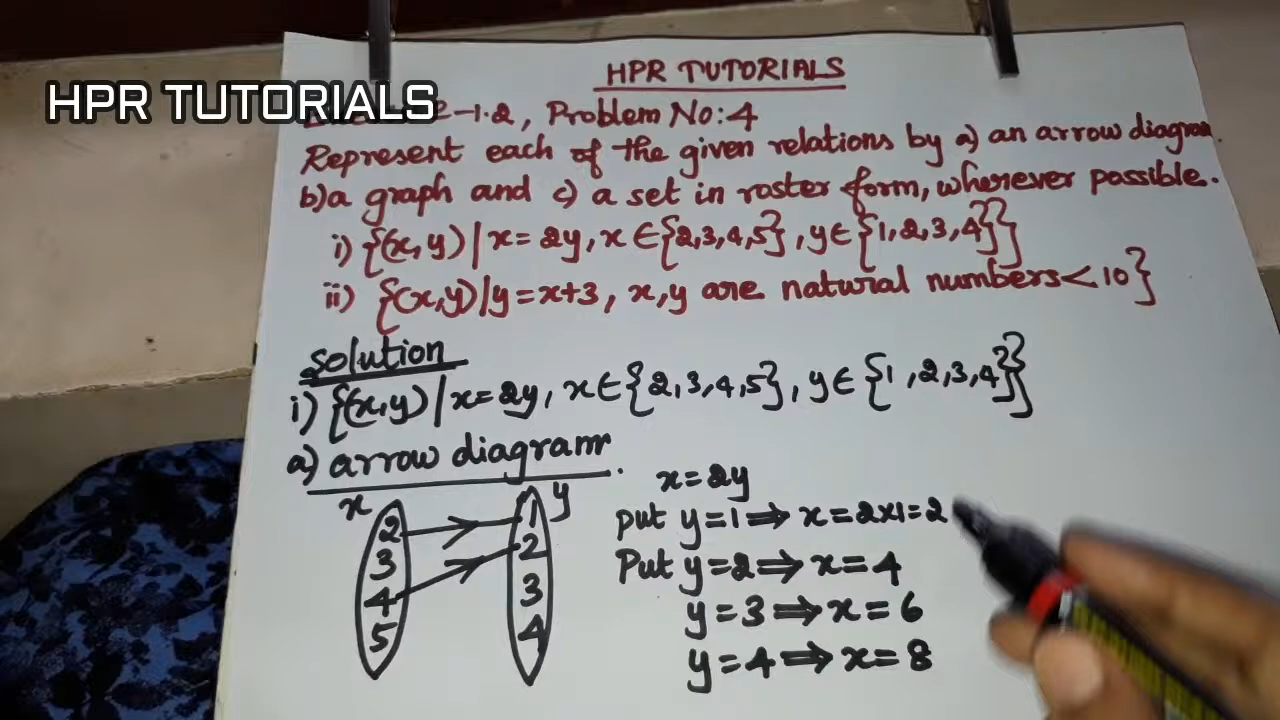 HPR TUTORIALS
HPR TUTORIALS
-1.2, Problem No:4
Represent each of the given relations by a) an arrow diagram.
b) a graph and c) a set in roster form, wherever possible.
i) {(x,y) | x = 2y, x ∈ {2,3,4,5}, y ∈ {1,2,3,4}}
ii) {(x,y) | y = x+3, x,y are natural numbers < 10}
solution
i) {(x,y) | x = 2y, x ∈ {2,3,4,5}, y ∈ {1,2,3,4}}
a) arrow diagram.
x y
2 1
3 2
4 3
5 4
x = 2y
put y = 1 ⟹ x = 2×1 = 2
Put y = 2 ⟹ x = 4
y = 3 ⟹ x = 6
y = 4 ⟹ x = 8